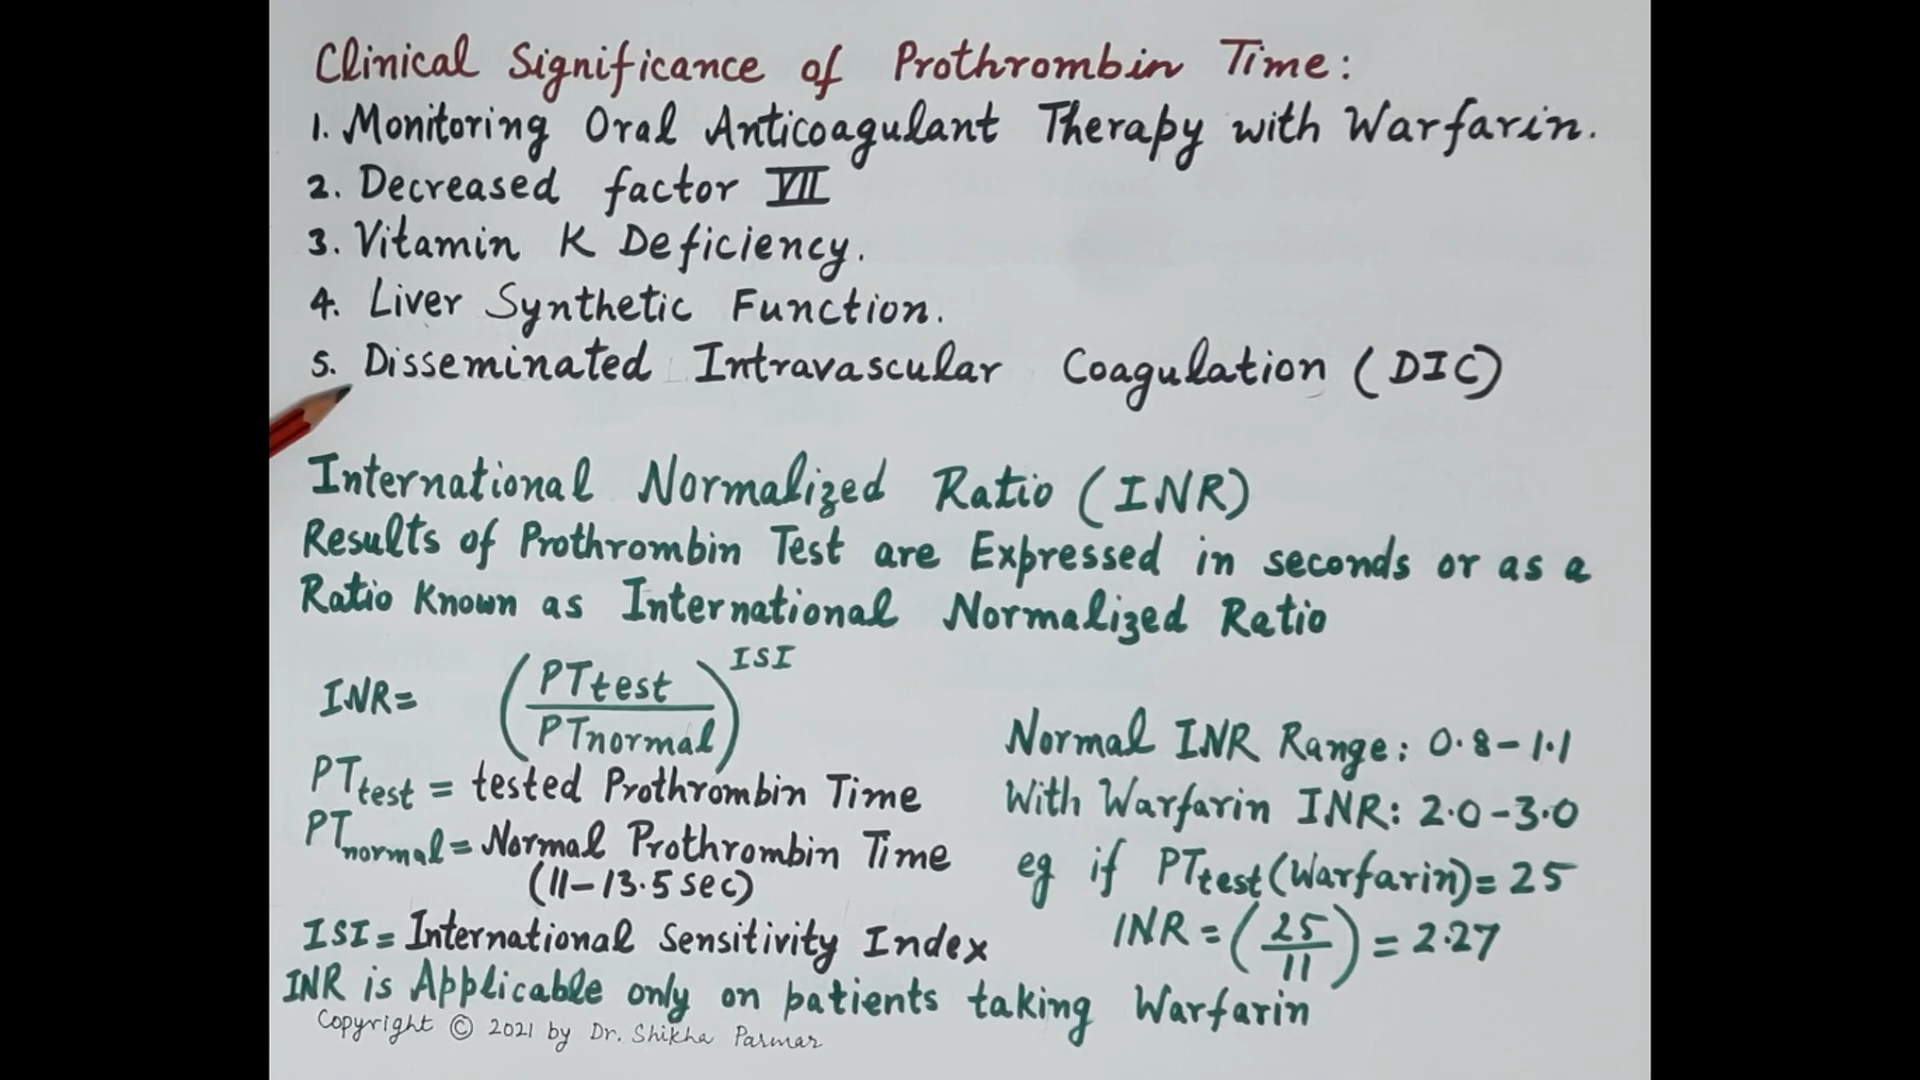 Clinical Significance of Prothrombin Time:
1. Monitoring Oral Anticoagulant Therapy with Warfarin.
2. Decreased factor VII
3. Vitamin K Deficiency.
4. Liver Synthetic Function.
5. Disseminated Intravascular Coagulation (DIC)
International Normalized Ratio (INR)
Results of Prothrombin Test are Expressed in seconds or as a
Ratio Known as International Normalized Ratio
INR= (PTtest/PTnormal)^ISI
PTtest = tested Prothrombin Time
PTnormal = Normal Prothrombin Time
(11-13.5 sec)
ISI = International Sensitivity Index
Normal INR Range: 0.8-1.1
With Warfarin INR: 2.0-3.0
eg if PTtest (Warfarin)= 25
INR = (25/11) = 2.27
INR is Applicable only on patients taking Warfarin
Copyright © 2021 by Dr. Shikha Parmar